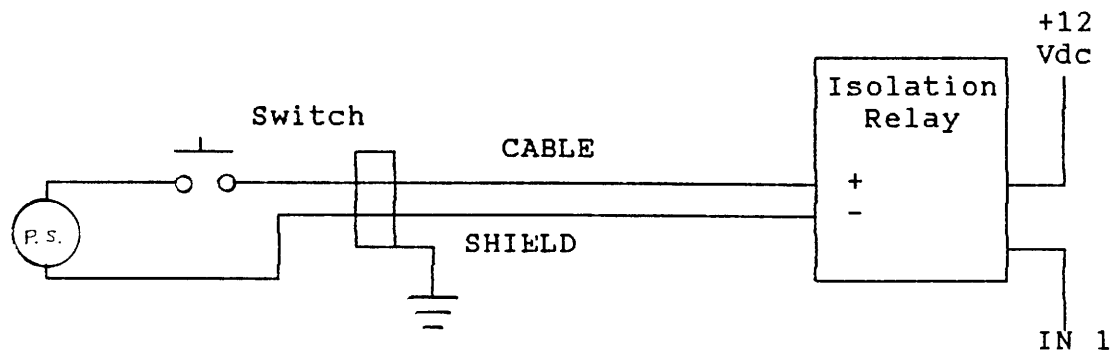 +12
Vdc
Isolation
Relay
Switch
CABLE
+
-
P.S.
SHIELD
IN 1